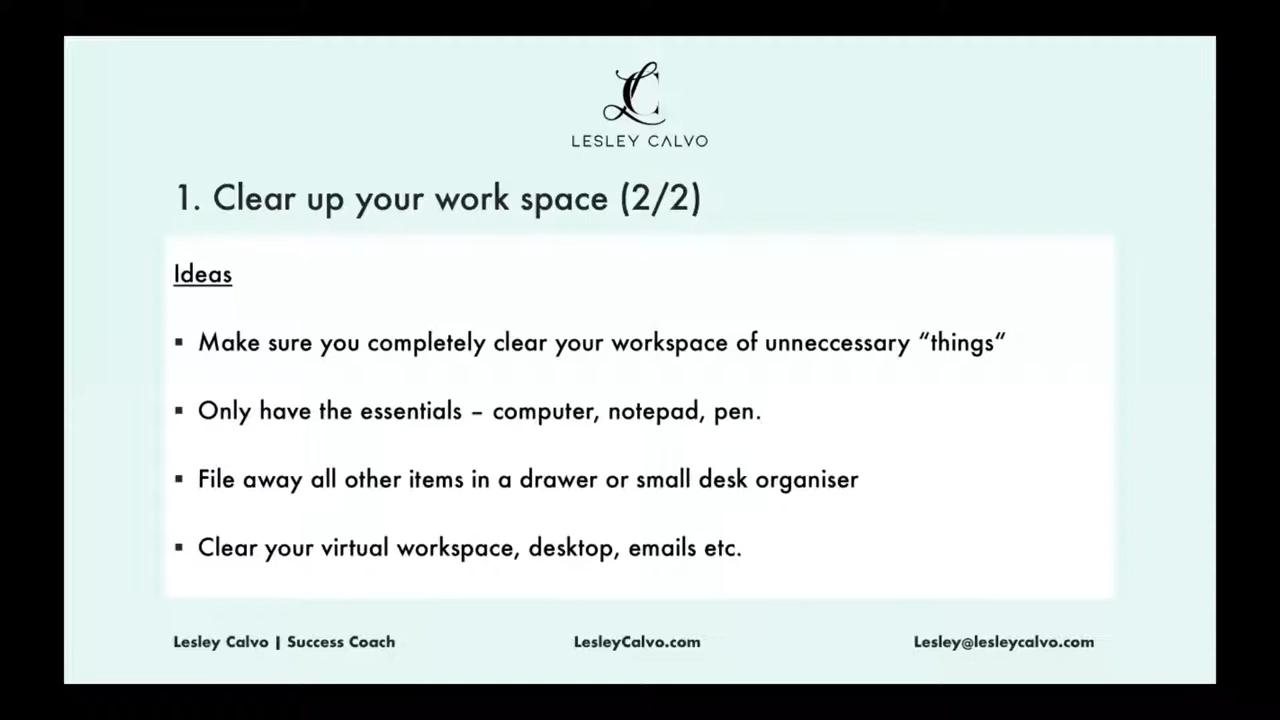 LC
LESLEY CALVO
1. Clear up your work space (2/2)
Ideas
▪ Make sure you completely clear your workspace of unneccessary “things“
▪ Only have the essentials – computer, notepad, pen.
▪ File away all other items in a drawer or small desk organiser
▪ Clear your virtual workspace, desktop, emails etc.
Lesley Calvo | Success Coach LesleyCalvo.com Lesley@lesleycalvo.com